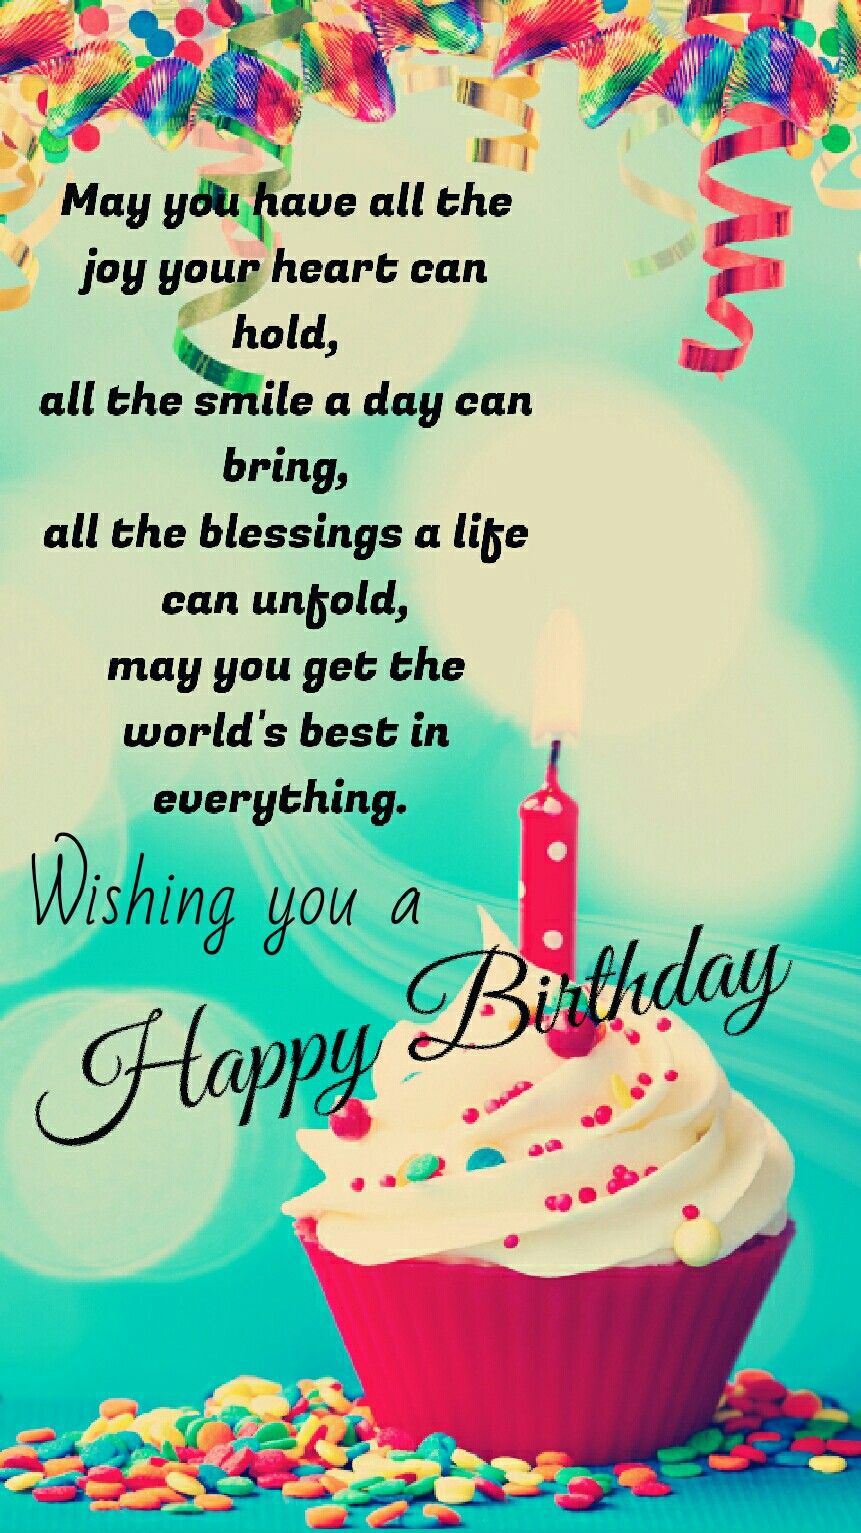 May you have all the
joy your heart can
hold,
all the smile a day can
bring,
all the blessings a life
can unfold,
may you get the
world's best in
everything.
Wishing you a
Happy Birthday